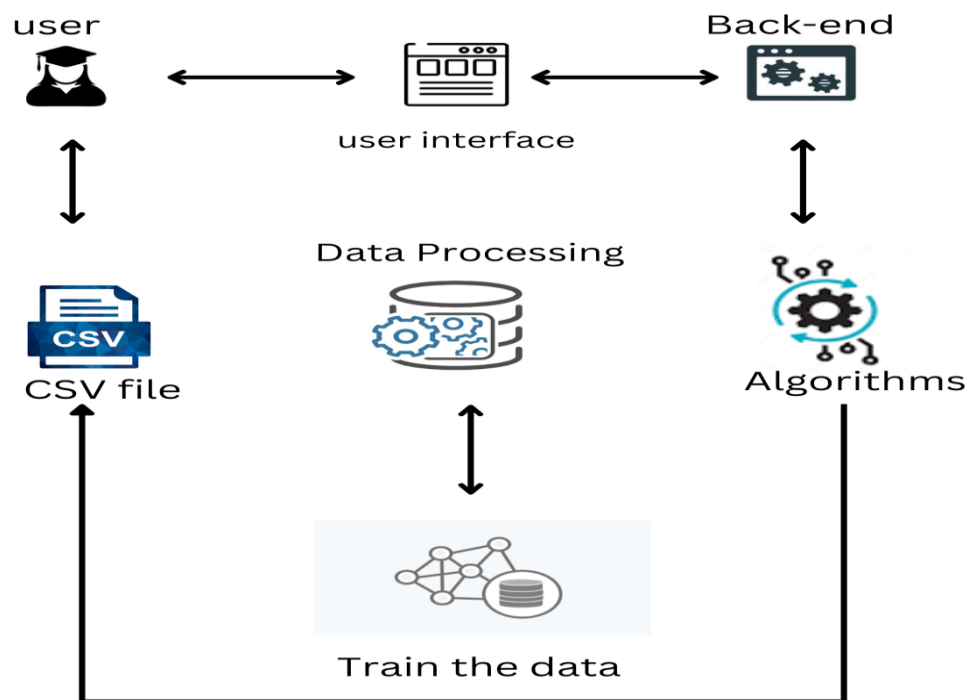 user
Back-end
user interface
Data Processing
CSV
CSV file
Algorithms
Train the data